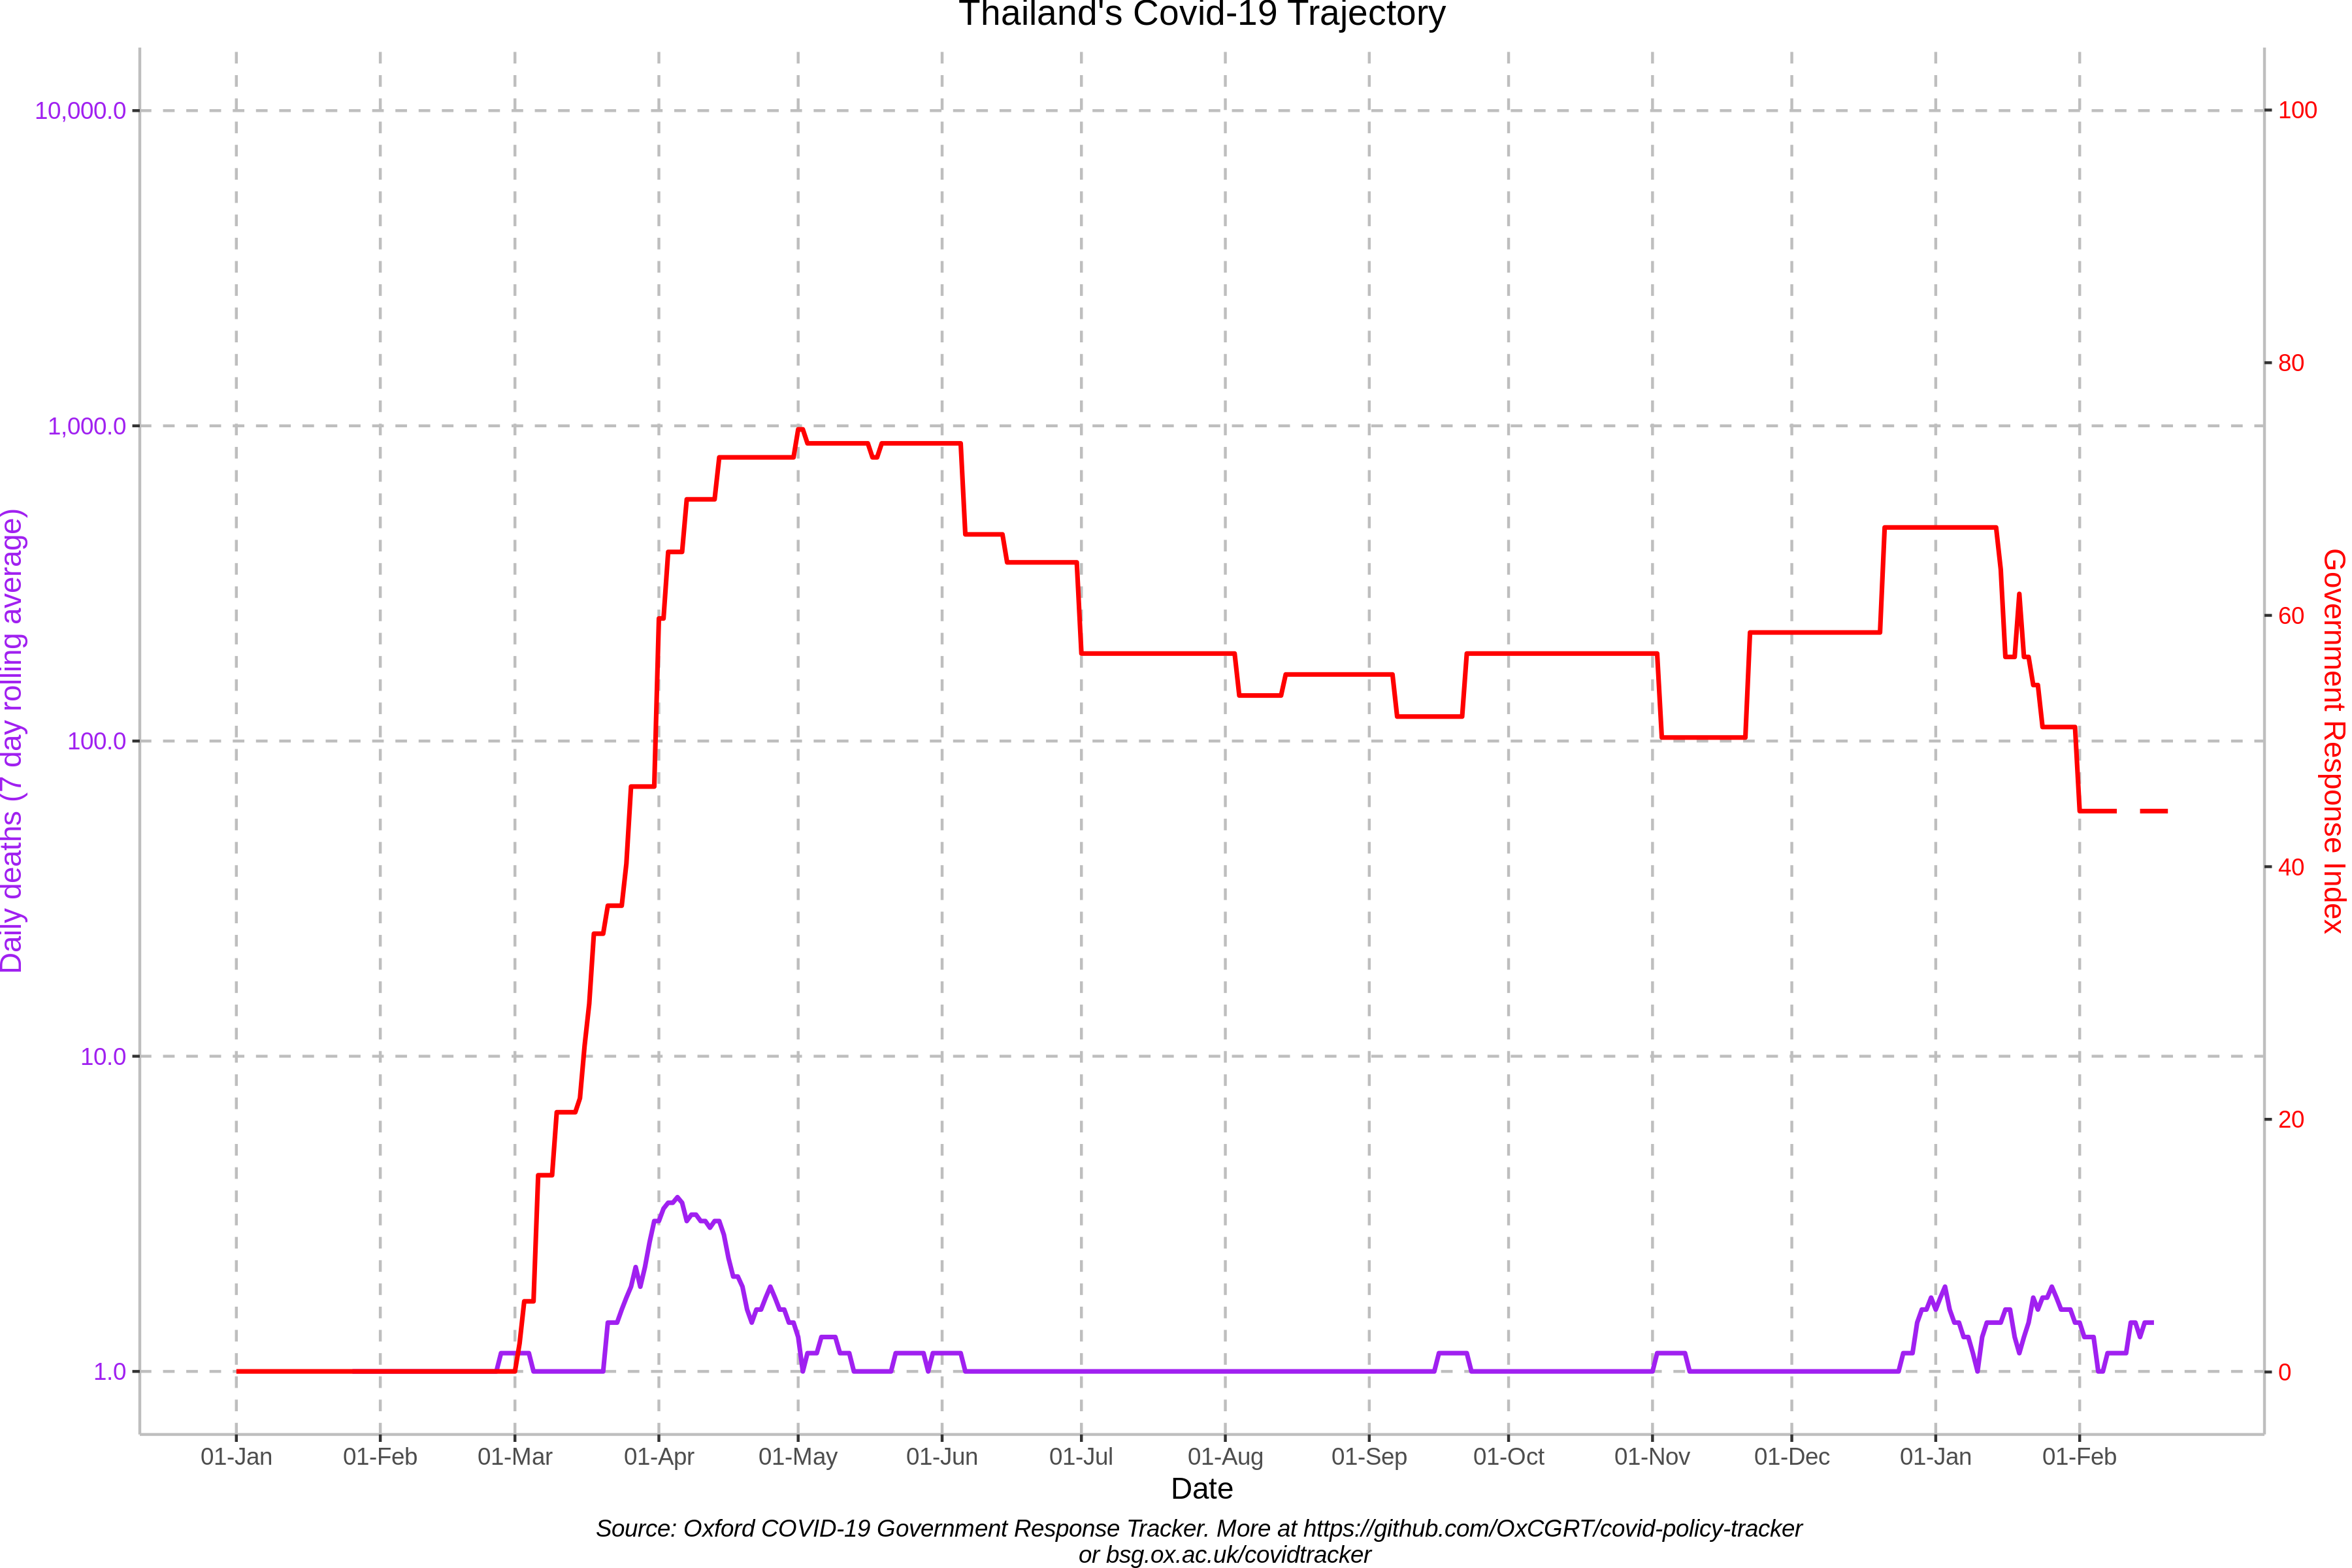 Thailand's Covid-19 Trajectory
10,000.0
1,000.0
100.0
10.0
1.0
Daily deaths (7 day rolling average)
100
80
60
40
20
0
Government Response Index
01-Jan 01-Feb 01-Mar 01-Apr 01-May 01-Jun 01-Jul 01-Aug 01-Sep 01-Oct 01-Nov 01-Dec 01-Jan 01-Feb
Date
Source: Oxford COVID-19 Government Response Tracker. More at https://github.com/OxCGRT/covid-policy-tracker
or bsg.ox.ac.uk/covidtracker